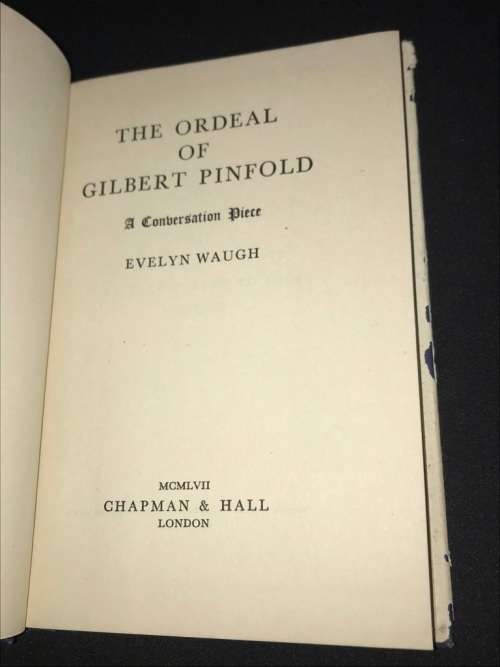 THE ORDEAL
OF
GILBERT PINFOLD
A Conversation Piece
EVELYN WAUGH
MCMLVII
CHAPMAN & HALL
LONDON